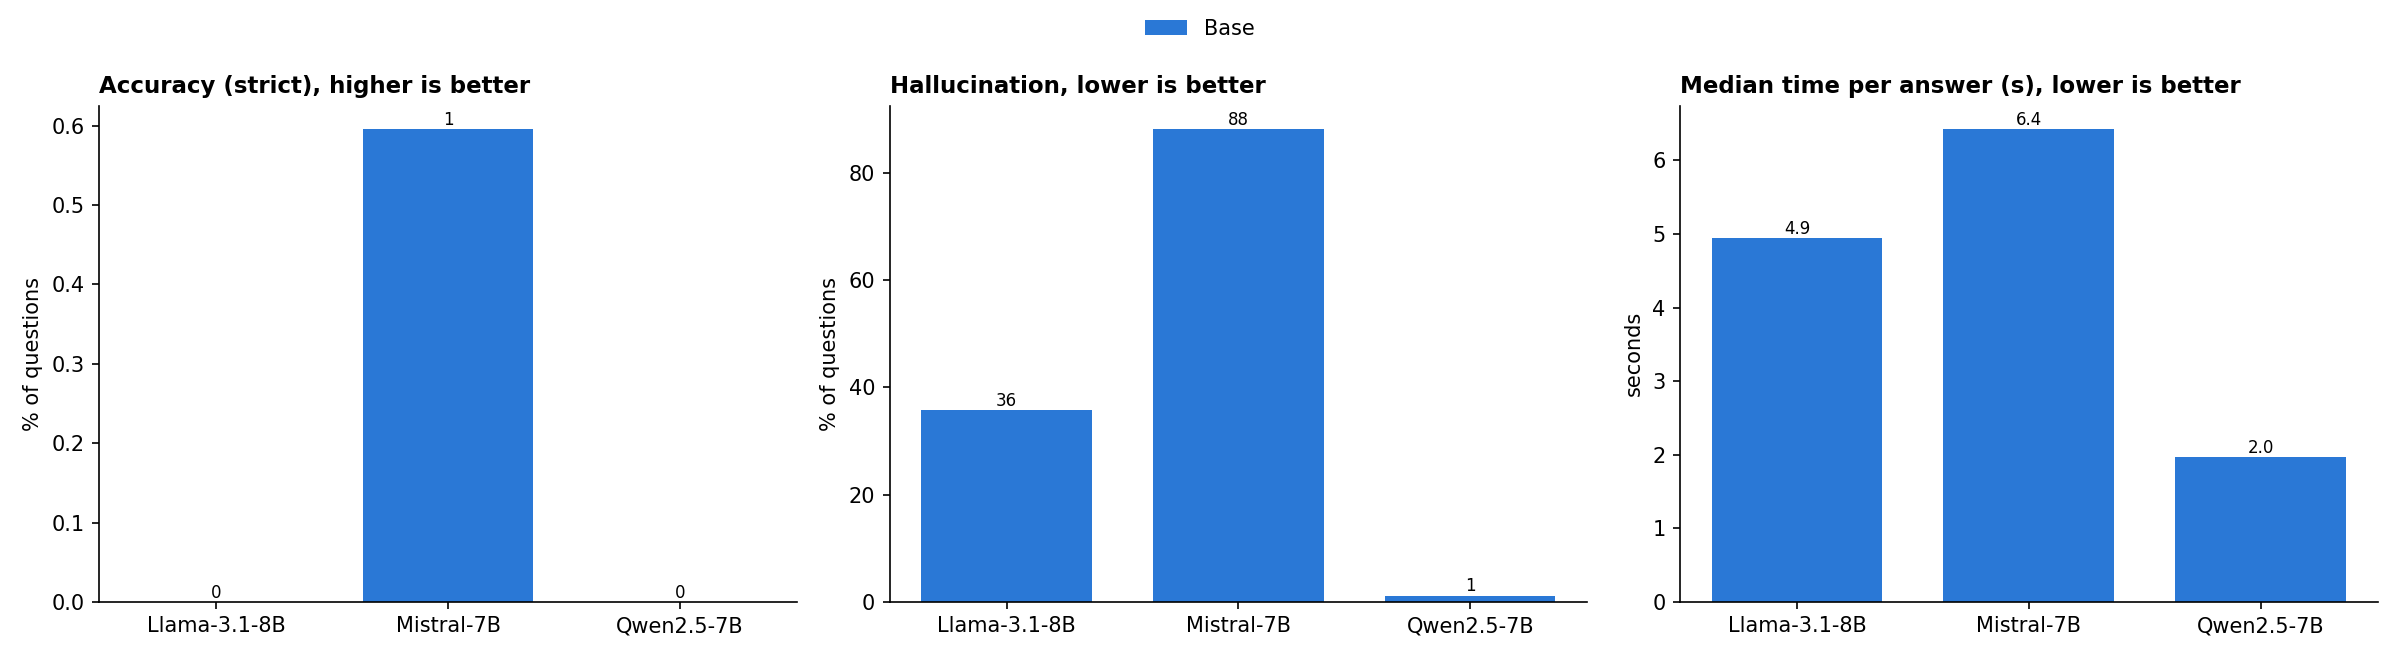 Base
Accuracy (strict), higher is better
% of questions
0.6
0.5
0.4
0.3
0.2
0.1
0.0
0
1
0
Llama-3.1-8B
Mistral-7B
Qwen2.5-7B
Hallucination, lower is better
% of questions
80
60
40
20
0
36
88
1
Llama-3.1-8B
Mistral-7B
Qwen2.5-7B
Median time per answer (s), lower is better
seconds
6
5
4
3
2
1
0
4.9
6.4
2.0
Llama-3.1-8B
Mistral-7B
Qwen2.5-7B